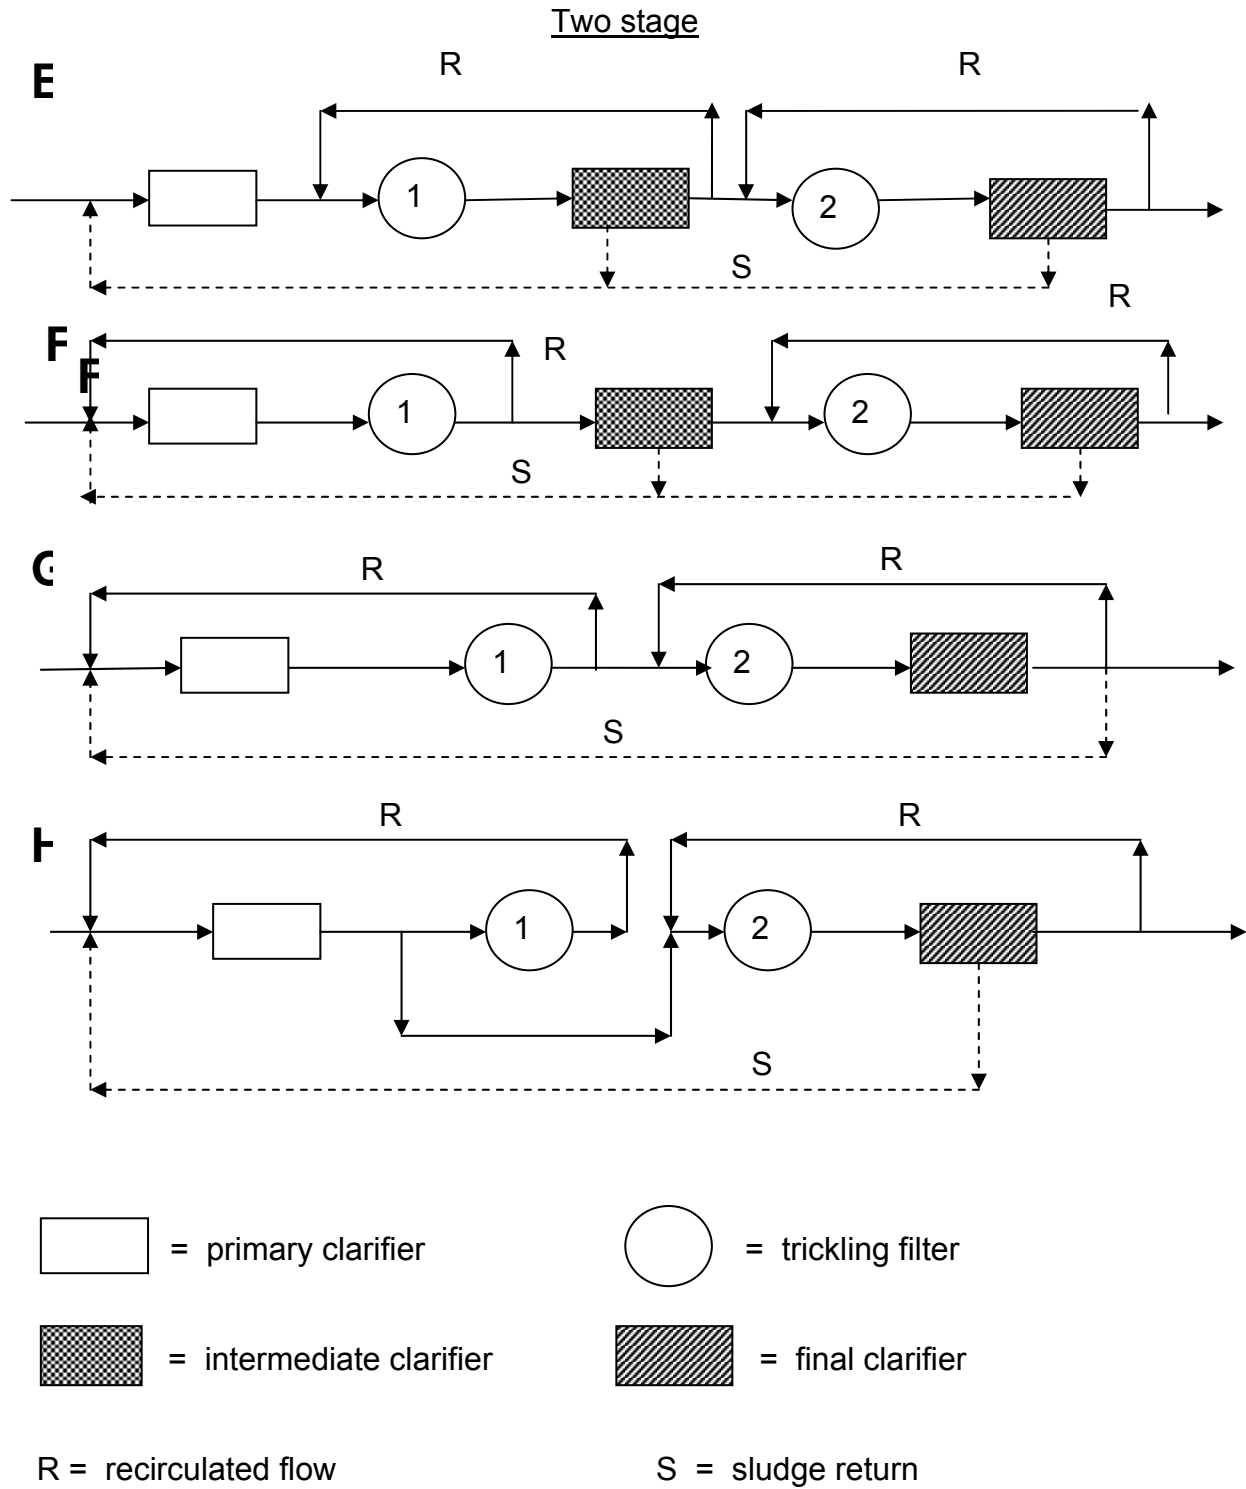 Two stage
E
R
R
1
2
S
R
F
F
R
1
2
S
G
R
R
1
2
S
H
R
R
1
2
S
= primary clarifier
= trickling filter
= intermediate clarifier
= final clarifier
R = recirculated flow
S = sludge return